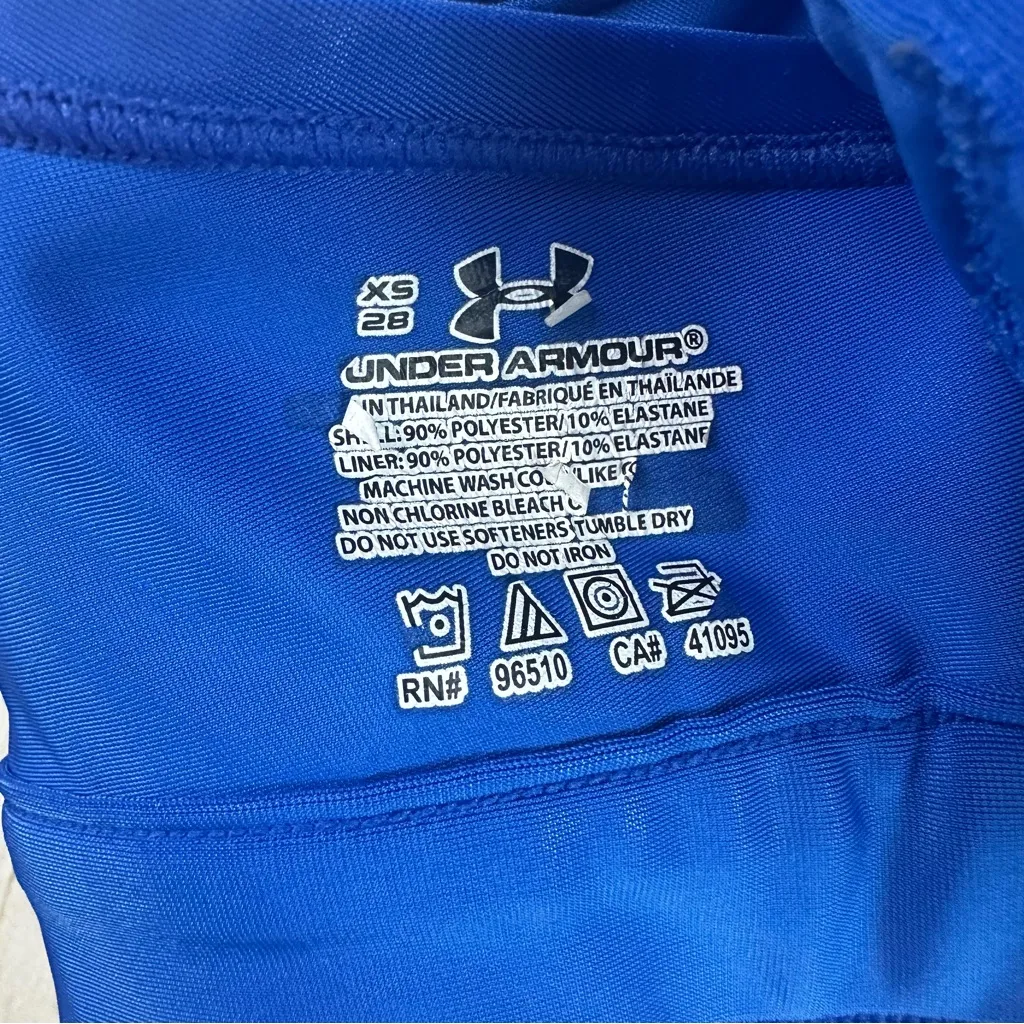 XS
28
UNDER ARMOUR®
IN THAILAND/FABRIQUÉ EN THAÏLANDE
90% POLYESTER/10% ELASTANE
LINER: 90% POLYESTER/10% ELASTANE
MACHINE WASH LIKE
NON CHLORINE BLEACH
DO NOT USE SOFTENERS TUMBLE DRY
DO NOT IRON
RN# 96510 CA# 41095